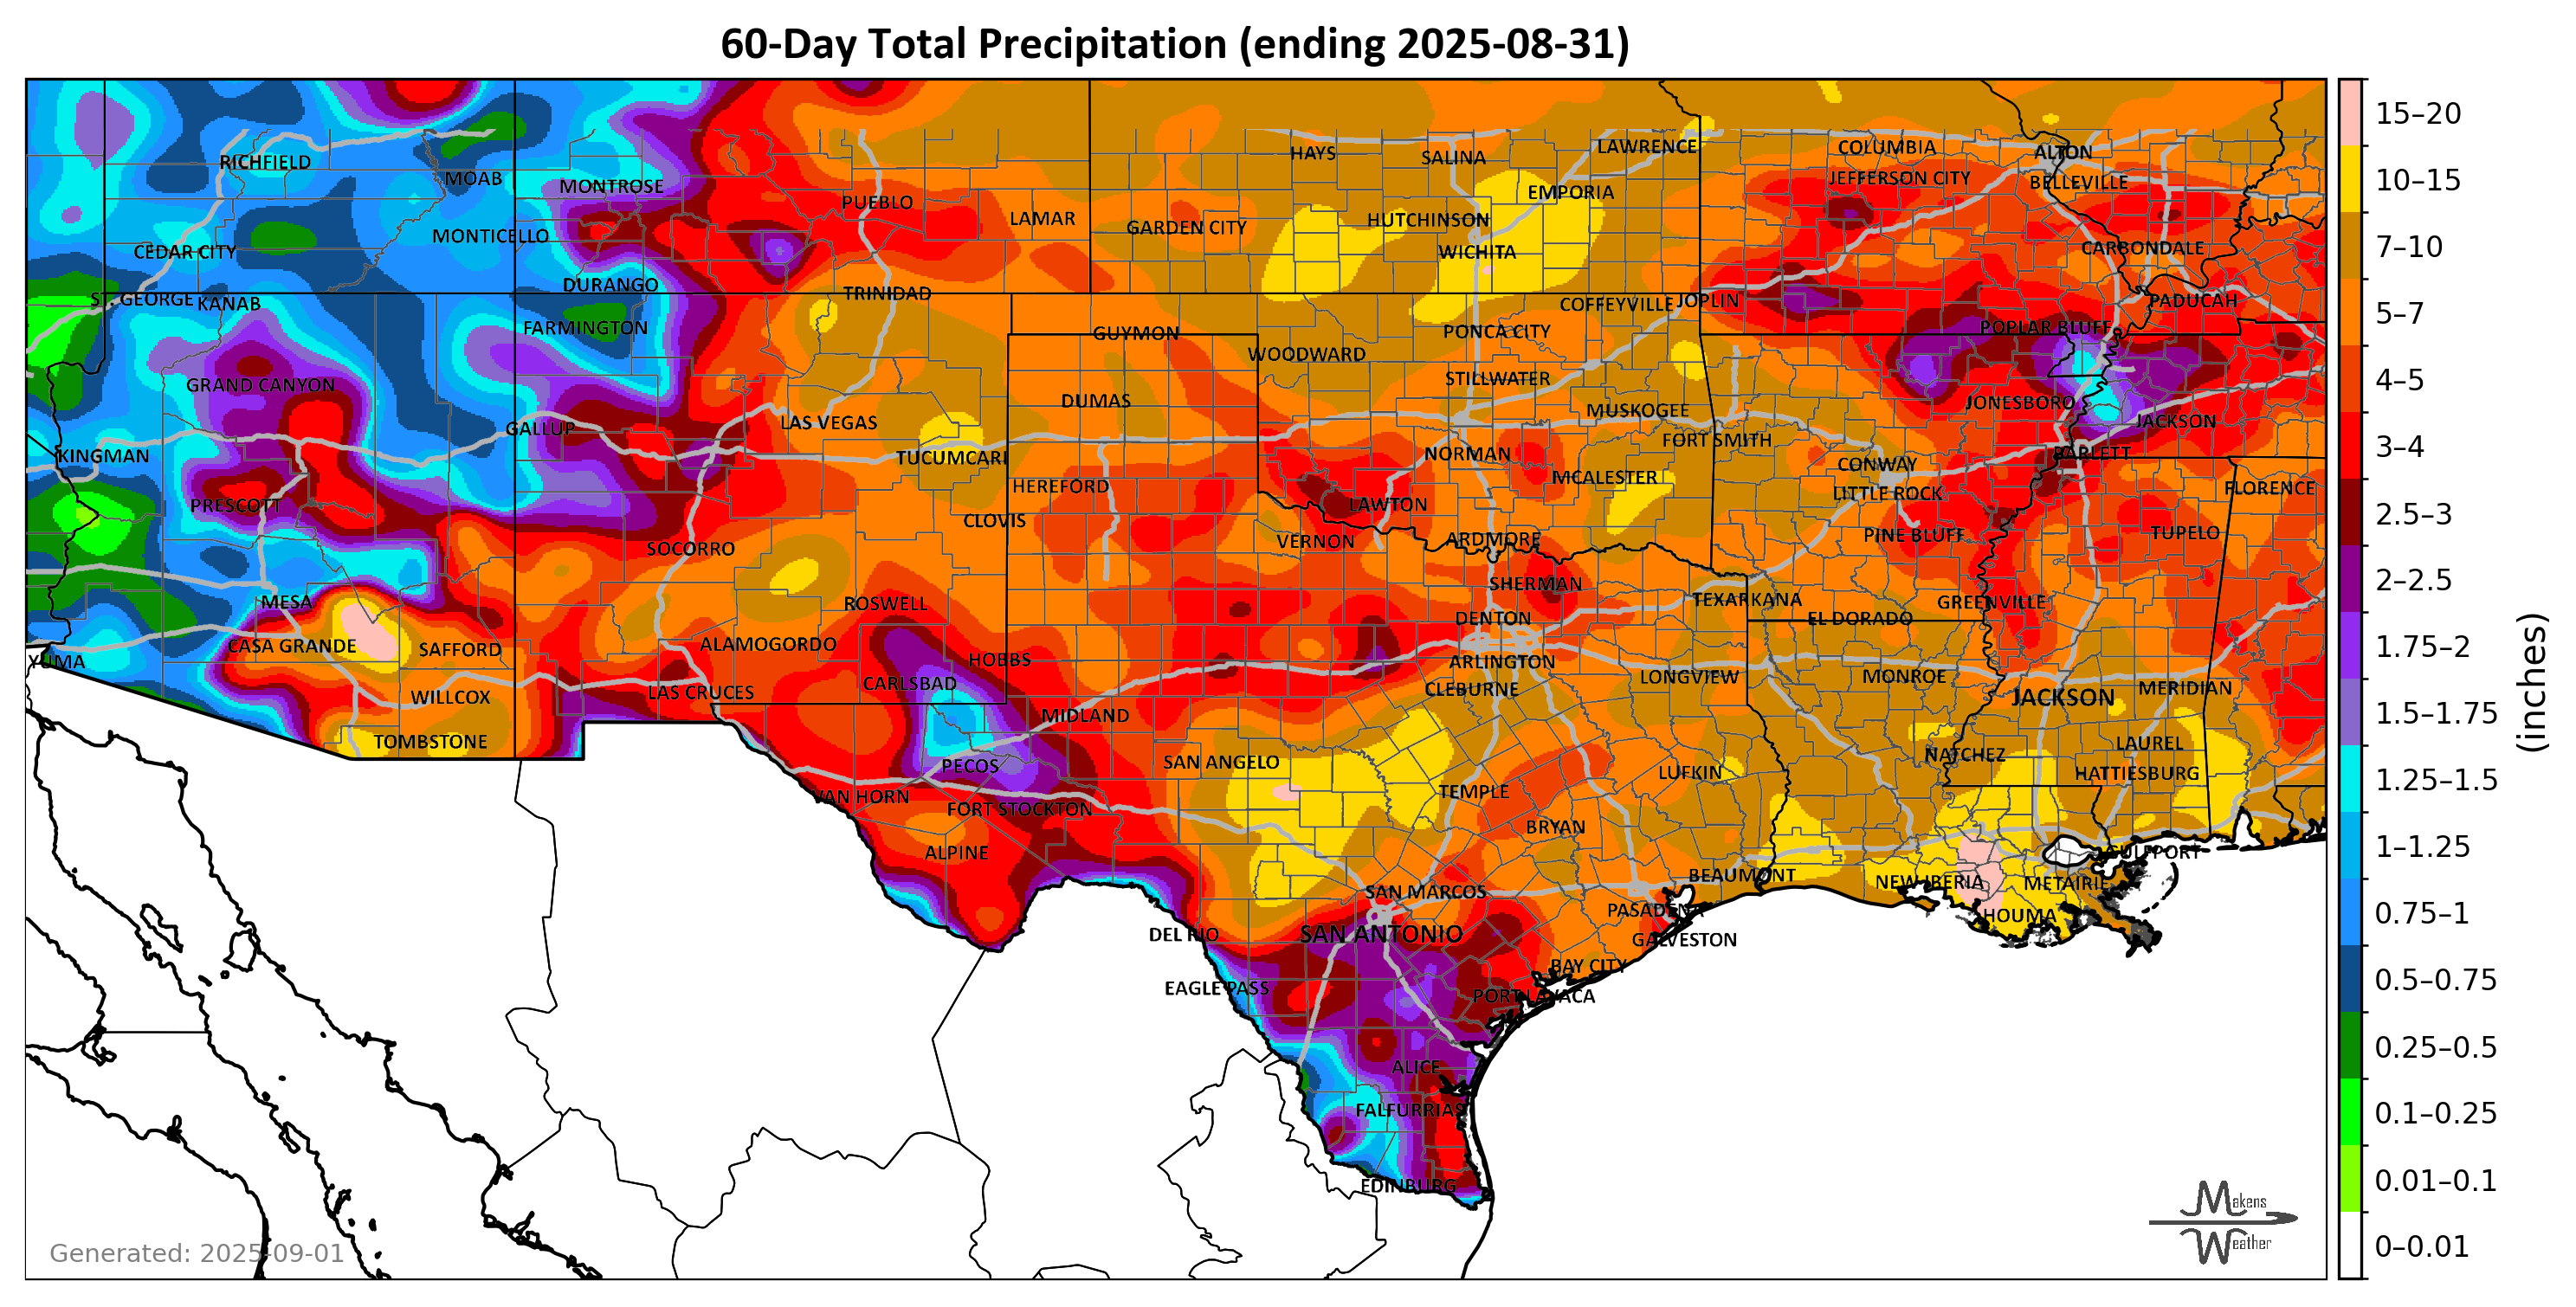 60-Day Total Precipitation (ending 2025-08-31)
15–20
10–15
7–10
5–7
4–5
3–4
2.5–3
2–2.5
1.75–2
1.5–1.75
1.25–1.5
1–1.25
0.75–1
0.5–0.75
0.25–0.5
0.1–0.25
0.01–0.1
0–0.01
(inches)
HAYS
SALINA
LAWRENCE
COLUMBIA
ALTON
RICHFIELD
MOAB
MONTROSE
JEFFERSON CITY
BELLEVILLE
EMPORIA
PUEBLO
LAMAR
GARDEN CITY
HUTCHINSON
MONTICELLO
CEDAR CITY
WICHITA
CARBONDALE
DURANGO
TRINIDAD
ST. GEORGE
KANAB
COFFEYVILLE
JOPLIN
PADUCAH
FARMINGTON
GUYMON
PONCA CITY
POPLAR BLUFF
WOODWARD
STILLWATER
GRAND CANYON
DUMAS
MUSKOGEE
JONESBORO
JACKSON
GALLUP
LAS VEGAS
FORT SMITH
KINGMAN
TUCUMCARI
NORMAN
BARLETT
CONWAY
MCALESTER
HEREFORD
LITTLE ROCK
FLORENCE
PRESCOTT
LAWTON
CLOVIS
PINE BLUFF
TUPELO
SOCORRO
VERNON
ARDMORE
SHERMAN
MESA
ROSWELL
TEXARKANA
GREENVILLE
DENTON
EL DORADO
CASA GRANDE
SAFFORD
ALAMOGORDO
YUMA
HOBBS
ARLINGTON
LONGVIEW
MONROE
CARLSBAD
CLEBURNE
LAS CRUCES
WILLCOX
JACKSON
MERIDIAN
MIDLAND
TOMBSTONE
NATCHEZ
LAUREL
PECOS
SAN ANGELO
LUFKIN
HATTIESBURG
VAN HORN
TEMPLE
FORT STOCKTON
BRYAN
ALPINE
GULFPORT
BEAUMONT
NEW IBERIA
METAIRIE
SAN MARCOS
PASADENA
HOUMA
DEL RIO
SAN ANTONIO
GALVESTON
BAY CITY
EAGLE PASS
PORT LAVACA
ALICE
FALFURRIAS
EDINBURG
Generated: 2025-09-01
Makens
Weather